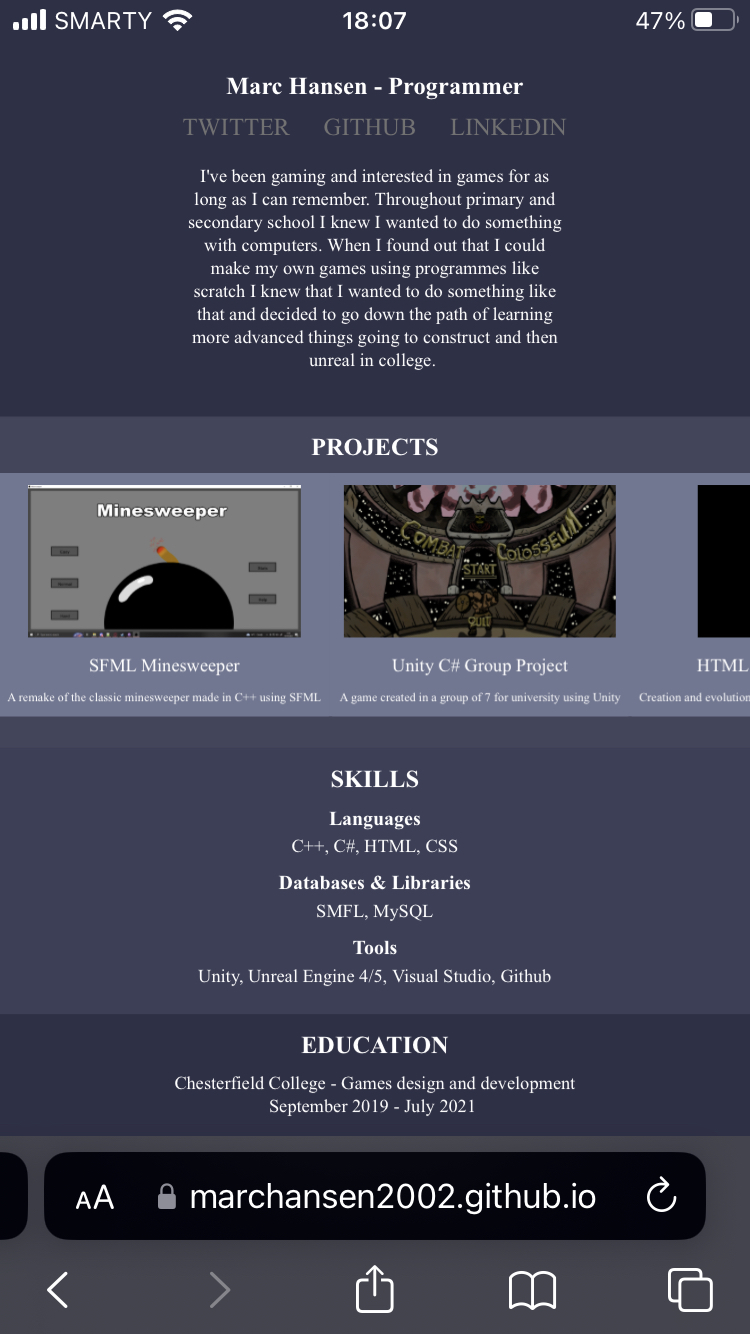 SMARTY 18:07 47%
Marc Hansen - Programmer
TWITTER GITHUB LINKEDIN
I've been gaming and interested in games for as
long as I can remember. Throughout primary and
secondary school I knew I wanted to do something
with computers. When I found out that I could
make my own games using programmes like
scratch I knew that I wanted to do something like
that and decided to go down the path of learning
more advanced things going to construct and then
unreal in college.
PROJECTS
Minesweeper
COMBAT COLOSSEUM
START
QUIT
SFML Minesweeper Unity C# Group Project HTML
A remake of the classic minesweeper made in C++ using SFML A game created in a group of 7 for university using Unity Creation and evolution
SKILLS
Languages
C++, C#, HTML, CSS
Databases & Libraries
SMFL, MySQL
Tools
Unity, Unreal Engine 4/5, Visual Studio, Github
EDUCATION
Chesterfield College - Games design and development
September 2019 - July 2021
AA marchansen2002.github.io